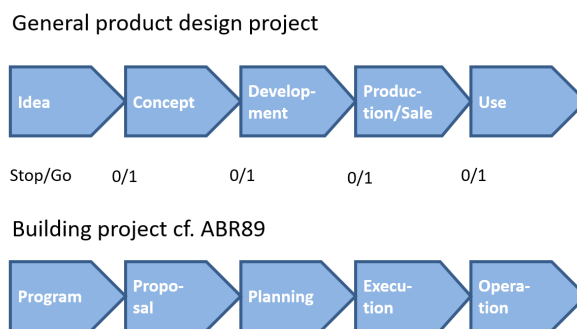 General product design project
Idea
Concept
Develop-
ment
Produc-
tion/Sale
Use
Stop/Go 0/1 0/1 0/1 0/1
Building project cf. ABR89
Program
Propo-
sal
Planning
Execu-
tion
Opera-
tion